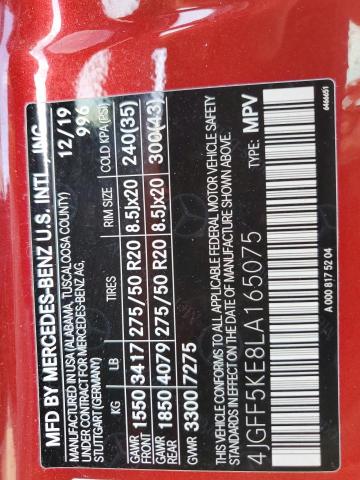 MFD BY MERCEDES-BENZ U.S. INTL., INC.
MANUFACTURED IN USA (ALABAMA, TUSCALOOSA COUNTY) 12/19
UNDER CONTRACT FOR MERCEDES-BENZ AG, 996
STUTTGART (GERMANY)
KG LB TIRES RIM SIZE COLD KPA (PSI)
GAWR FRONT 1550 3417 275/50 R20 8.5Jx20 240(35)
GAWR REAR 1850 4079 275/50 R20 8.5Jx20 300(43)
GVWR 3300 7275
THIS VEHICLE CONFORMS TO ALL APPLICABLE FEDERAL MOTOR VEHICLE SAFETY
STANDARDS IN EFFECT ON THE DATE OF MANUFACTURE SHOWN ABOVE.
4JGFF5KE8LA165075 TYPE: MPV
A 000 817 52 04
6466651